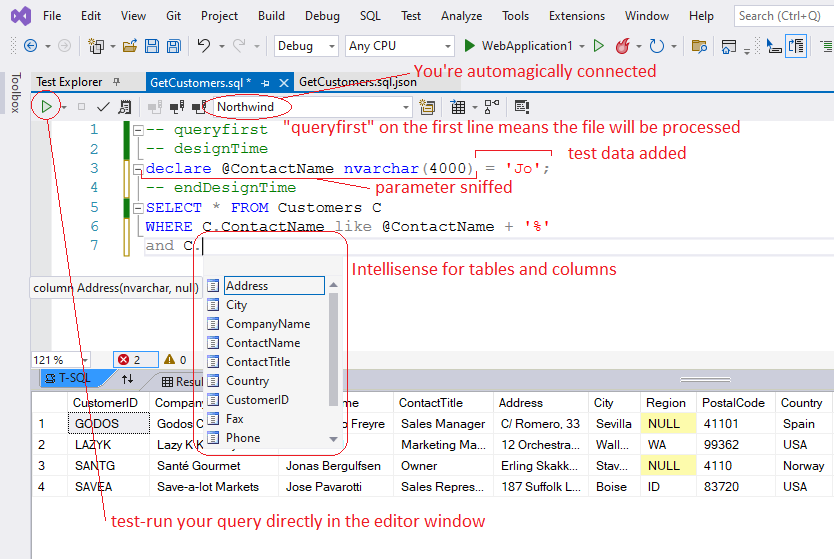 File Edit View Git Project Build Debug SQL Test Analyze Tools Extensions Window Help Search (Ctrl+Q)
Debug Any CPU WebApplication1
Toolbox
Test Explorer GetCustomers.sql * GetCustomers.sql.json
You're automagically connected
Northwind
1 -- queryfirst
"queryfirst" on the first line means the file will be processed
2 -- designTime
test data added
3 declare @ContactName nvarchar(4000) = 'Jo';
4 -- endDesignTime
parameter sniffed
5 SELECT * FROM Customers C
6 WHERE C.ContactName like @ContactName + '%'
7 and C.
Intellisense for tables and columns
column Address(nvarchar, null)
Address
City
CompanyName
ContactName
ContactTitle
Country
CustomerID
Fax
Phone
121 % 2 0
T-SQL Resu
CustomerID Company me ContactTitle Address City Region PostalCode Country
1 GODOS Godos C o Freyre Sales Manager C/ Romero, 33 Sevilla NULL 41101 Spain
2 LAZYK Lazy K K Marketing Ma... 12 Orchestra... Wall... WA 99362 USA
3 SANTG Santé Gourmet Jonas Bergulfsen Owner Erling Skakk... Stav... NULL 4110 Norway
4 SAVEA Save-a-lot Markets Jose Pavarotti Sales Repres... 187 Suffolk L... Boise ID 83720 USA
test-run your query directly in the editor window